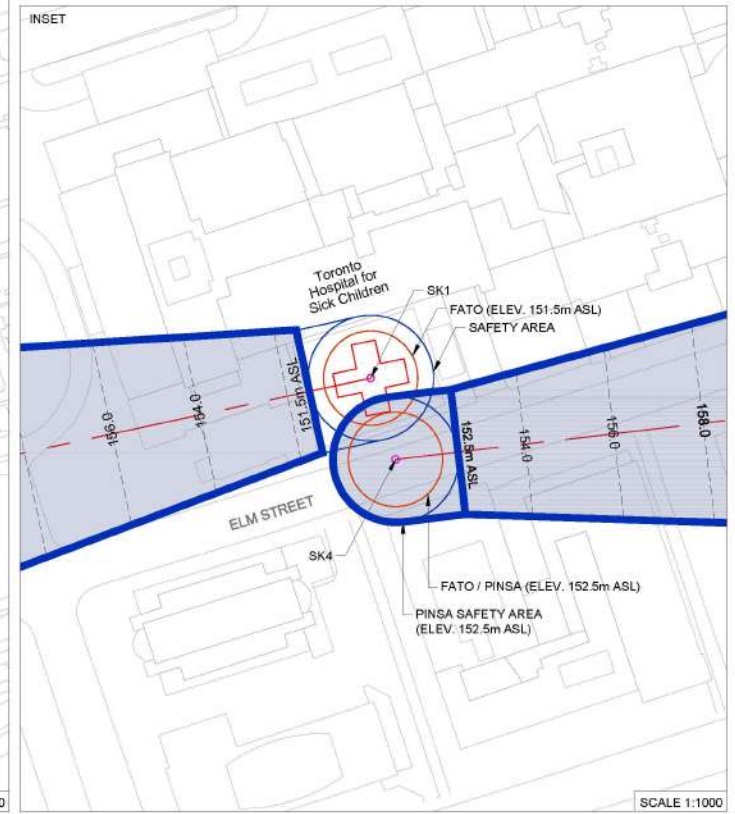 INSET
Toronto
Hospital for
Sick Children
SK1
FATO (ELEV. 151.5m ASL)
SAFETY AREA
156.0
154.0
151.5m ASL
152.5m ASL
154.0
156.0
158.0
ELM STREET
SK4
FATO / PINSA (ELEV. 152.5m ASL)
PINSA SAFETY AREA
(ELEV. 152.5m ASL)
0
SCALE 1:1000